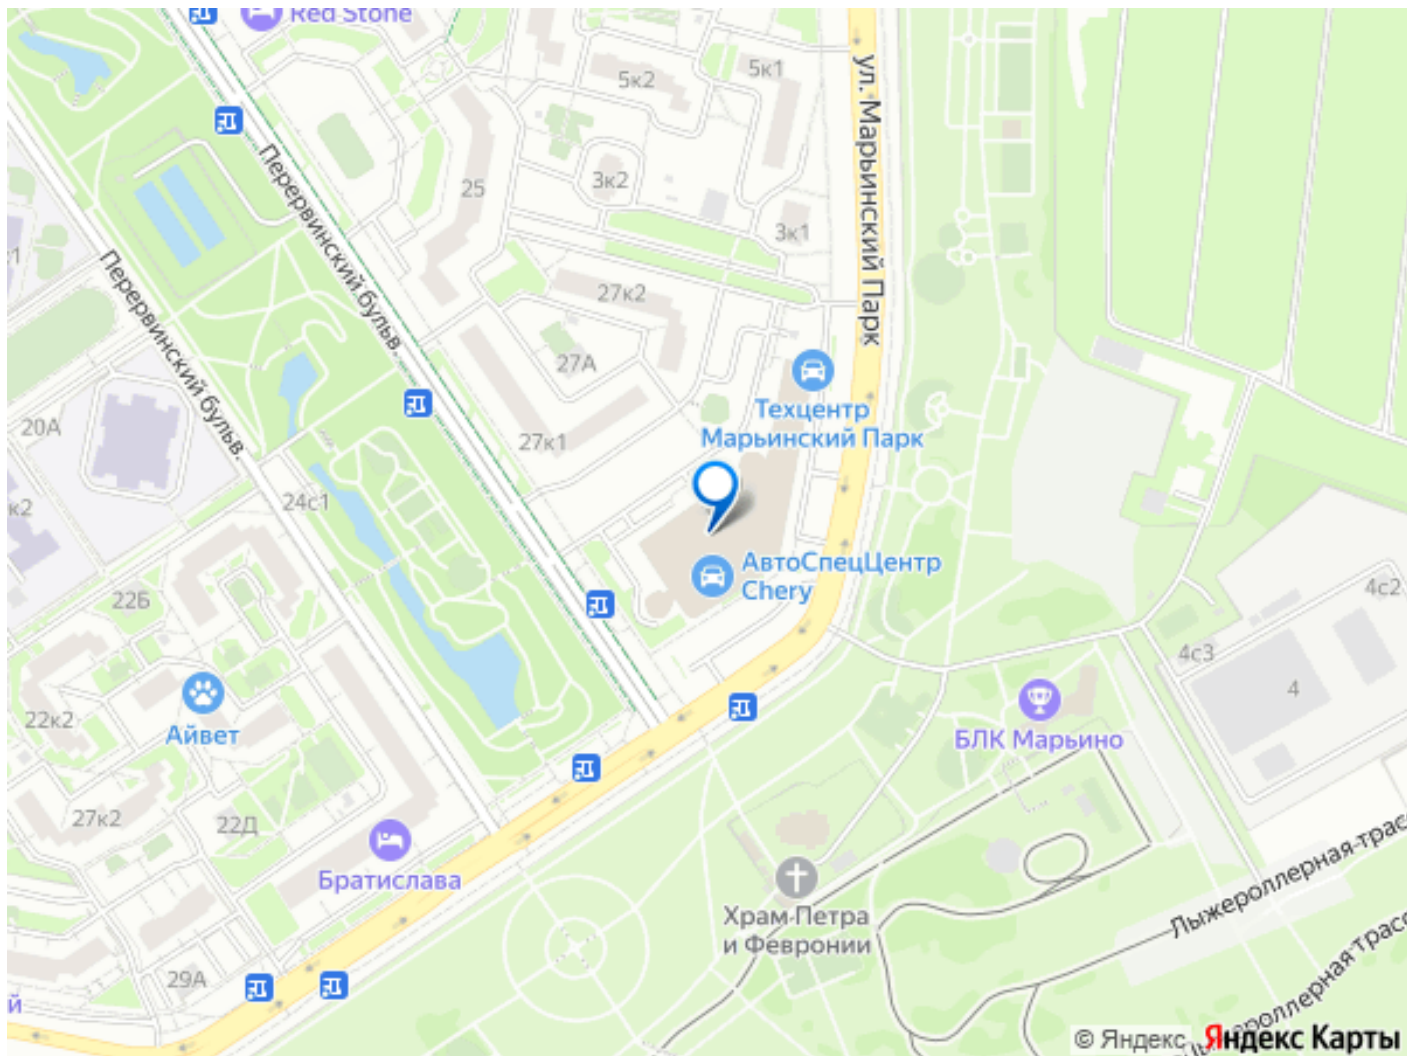 Red Stone
5к2
5к1
ул. Марьинский Парк
Перервинский бульв.
25
3к2
3к1
к1
Перервинский бульв.
27к2
27А
20А
27к1
Техцентр
Марьинский Парк
к2
24с1
АвтоСпецЦентр
Chery
22Б
4с2
4с3
4
22к2
Айвет
БЛК Марьино
27к2
22Д
Братислава
Храм Петра
и Февронии
Лыжероллерная трасс
29А
й
© Яндекс
Яндекс Карты